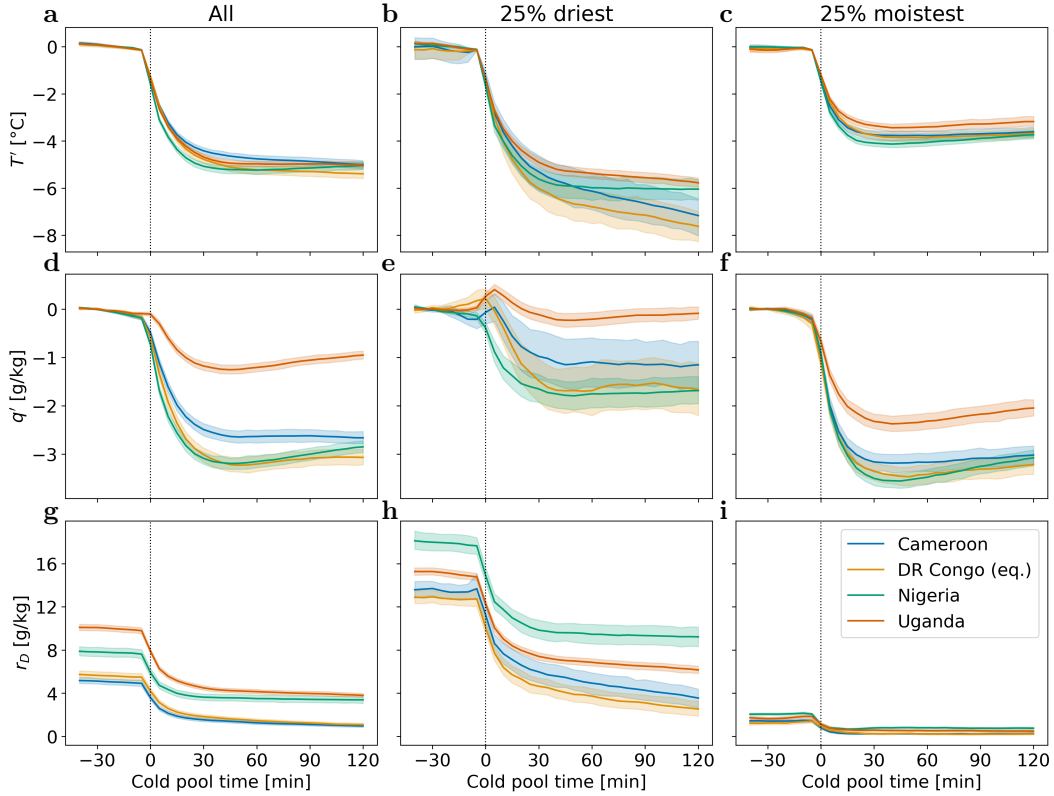 a All b 25% driest c 25% moistest
T′ [°C]
0
−2
−4
−6
−8
d e f
q′ [g/kg]
0
−1
−2
−3
g h i
r_D [g/kg]
16
12
8
4
0
Cameroon
DR Congo (eq.)
Nigeria
Uganda
−30 0 30 60 90 120 −30 0 30 60 90 120 −30 0 30 60 90 120
Cold pool time [min] Cold pool time [min] Cold pool time [min]